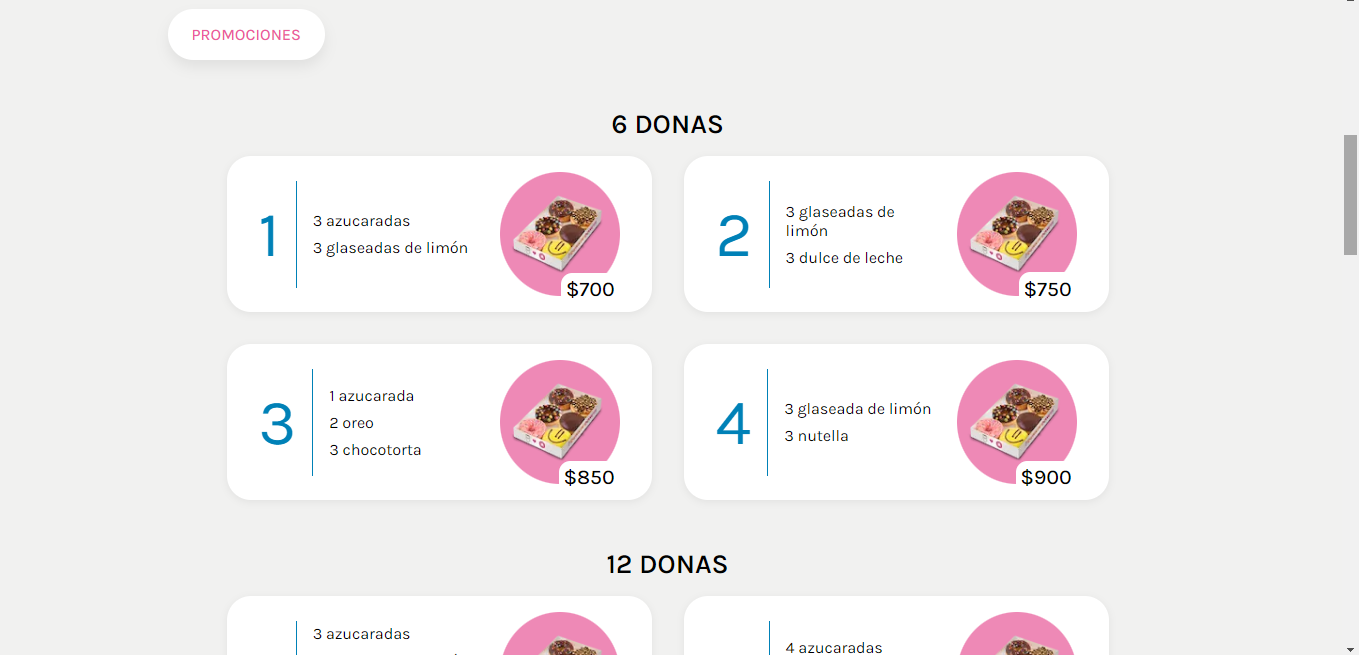 PROMOCIONES
6 DONAS
1
3 azucaradas
3 glaseadas de limón
$700
2
3 glaseadas de
limón
3 dulce de leche
$750
3
1 azucarada
2 oreo
3 chocotorta
$850
4
3 glaseada de limón
3 nutella
$900
12 DONAS
3 azucaradas
4 azucaradas